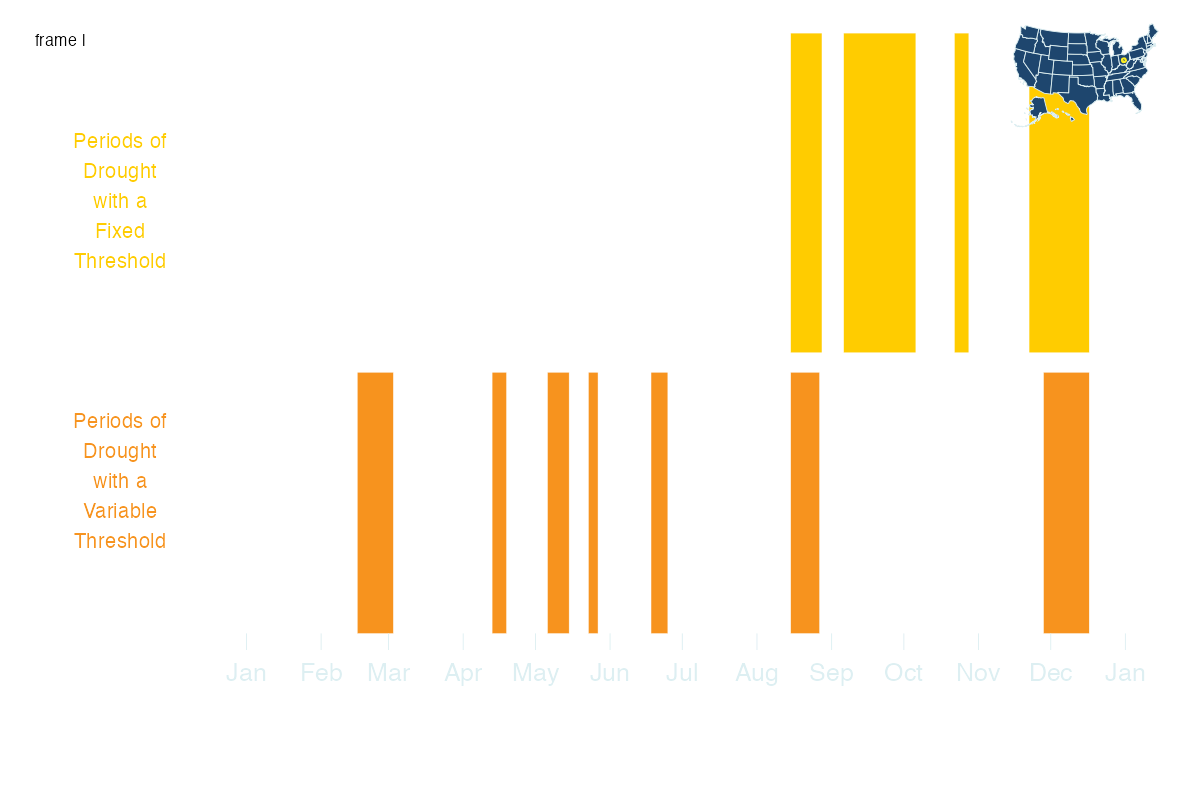 frame I
Periods of
Drought
with a
Fixed
Threshold
Periods of
Drought
with a
Variable
Threshold
Jan Feb Mar Apr May Jun Jul Aug Sep Oct Nov Dec Jan